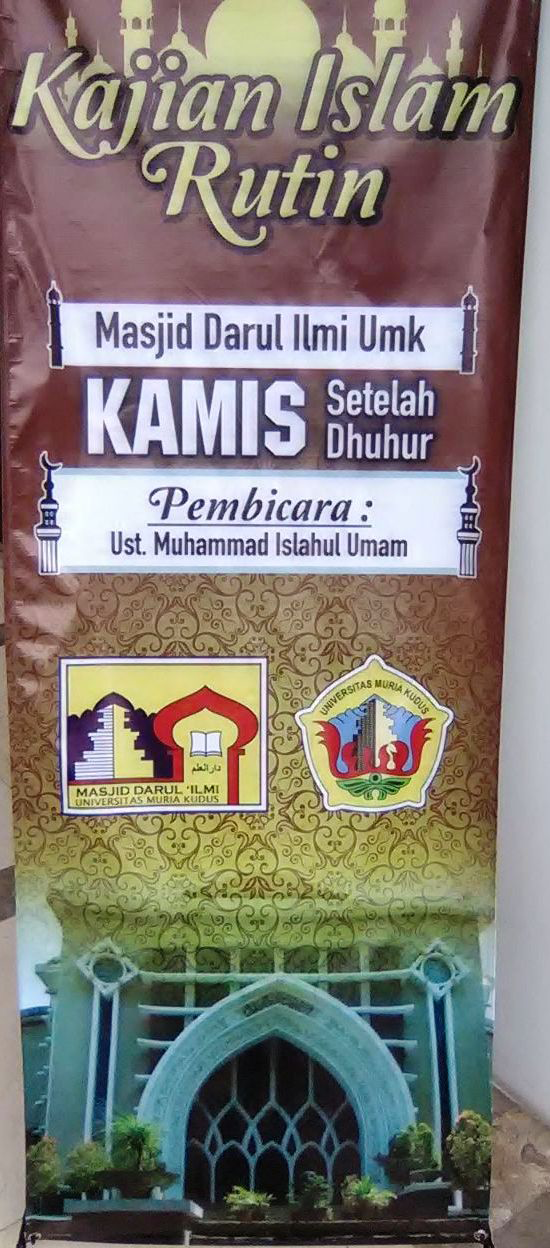 Kajian Islam
Rutin
Masjid Darul Ilmi Umk
KAMIS
Setelah
Dhuhur
Pembicara :
Ust. Muhammad Islahul Umam
دار العلم
MASJID DARUL 'ILMI
UNIVERSITAS MURIA KUDUS
UNIVERSITAS MURIA KUDUS